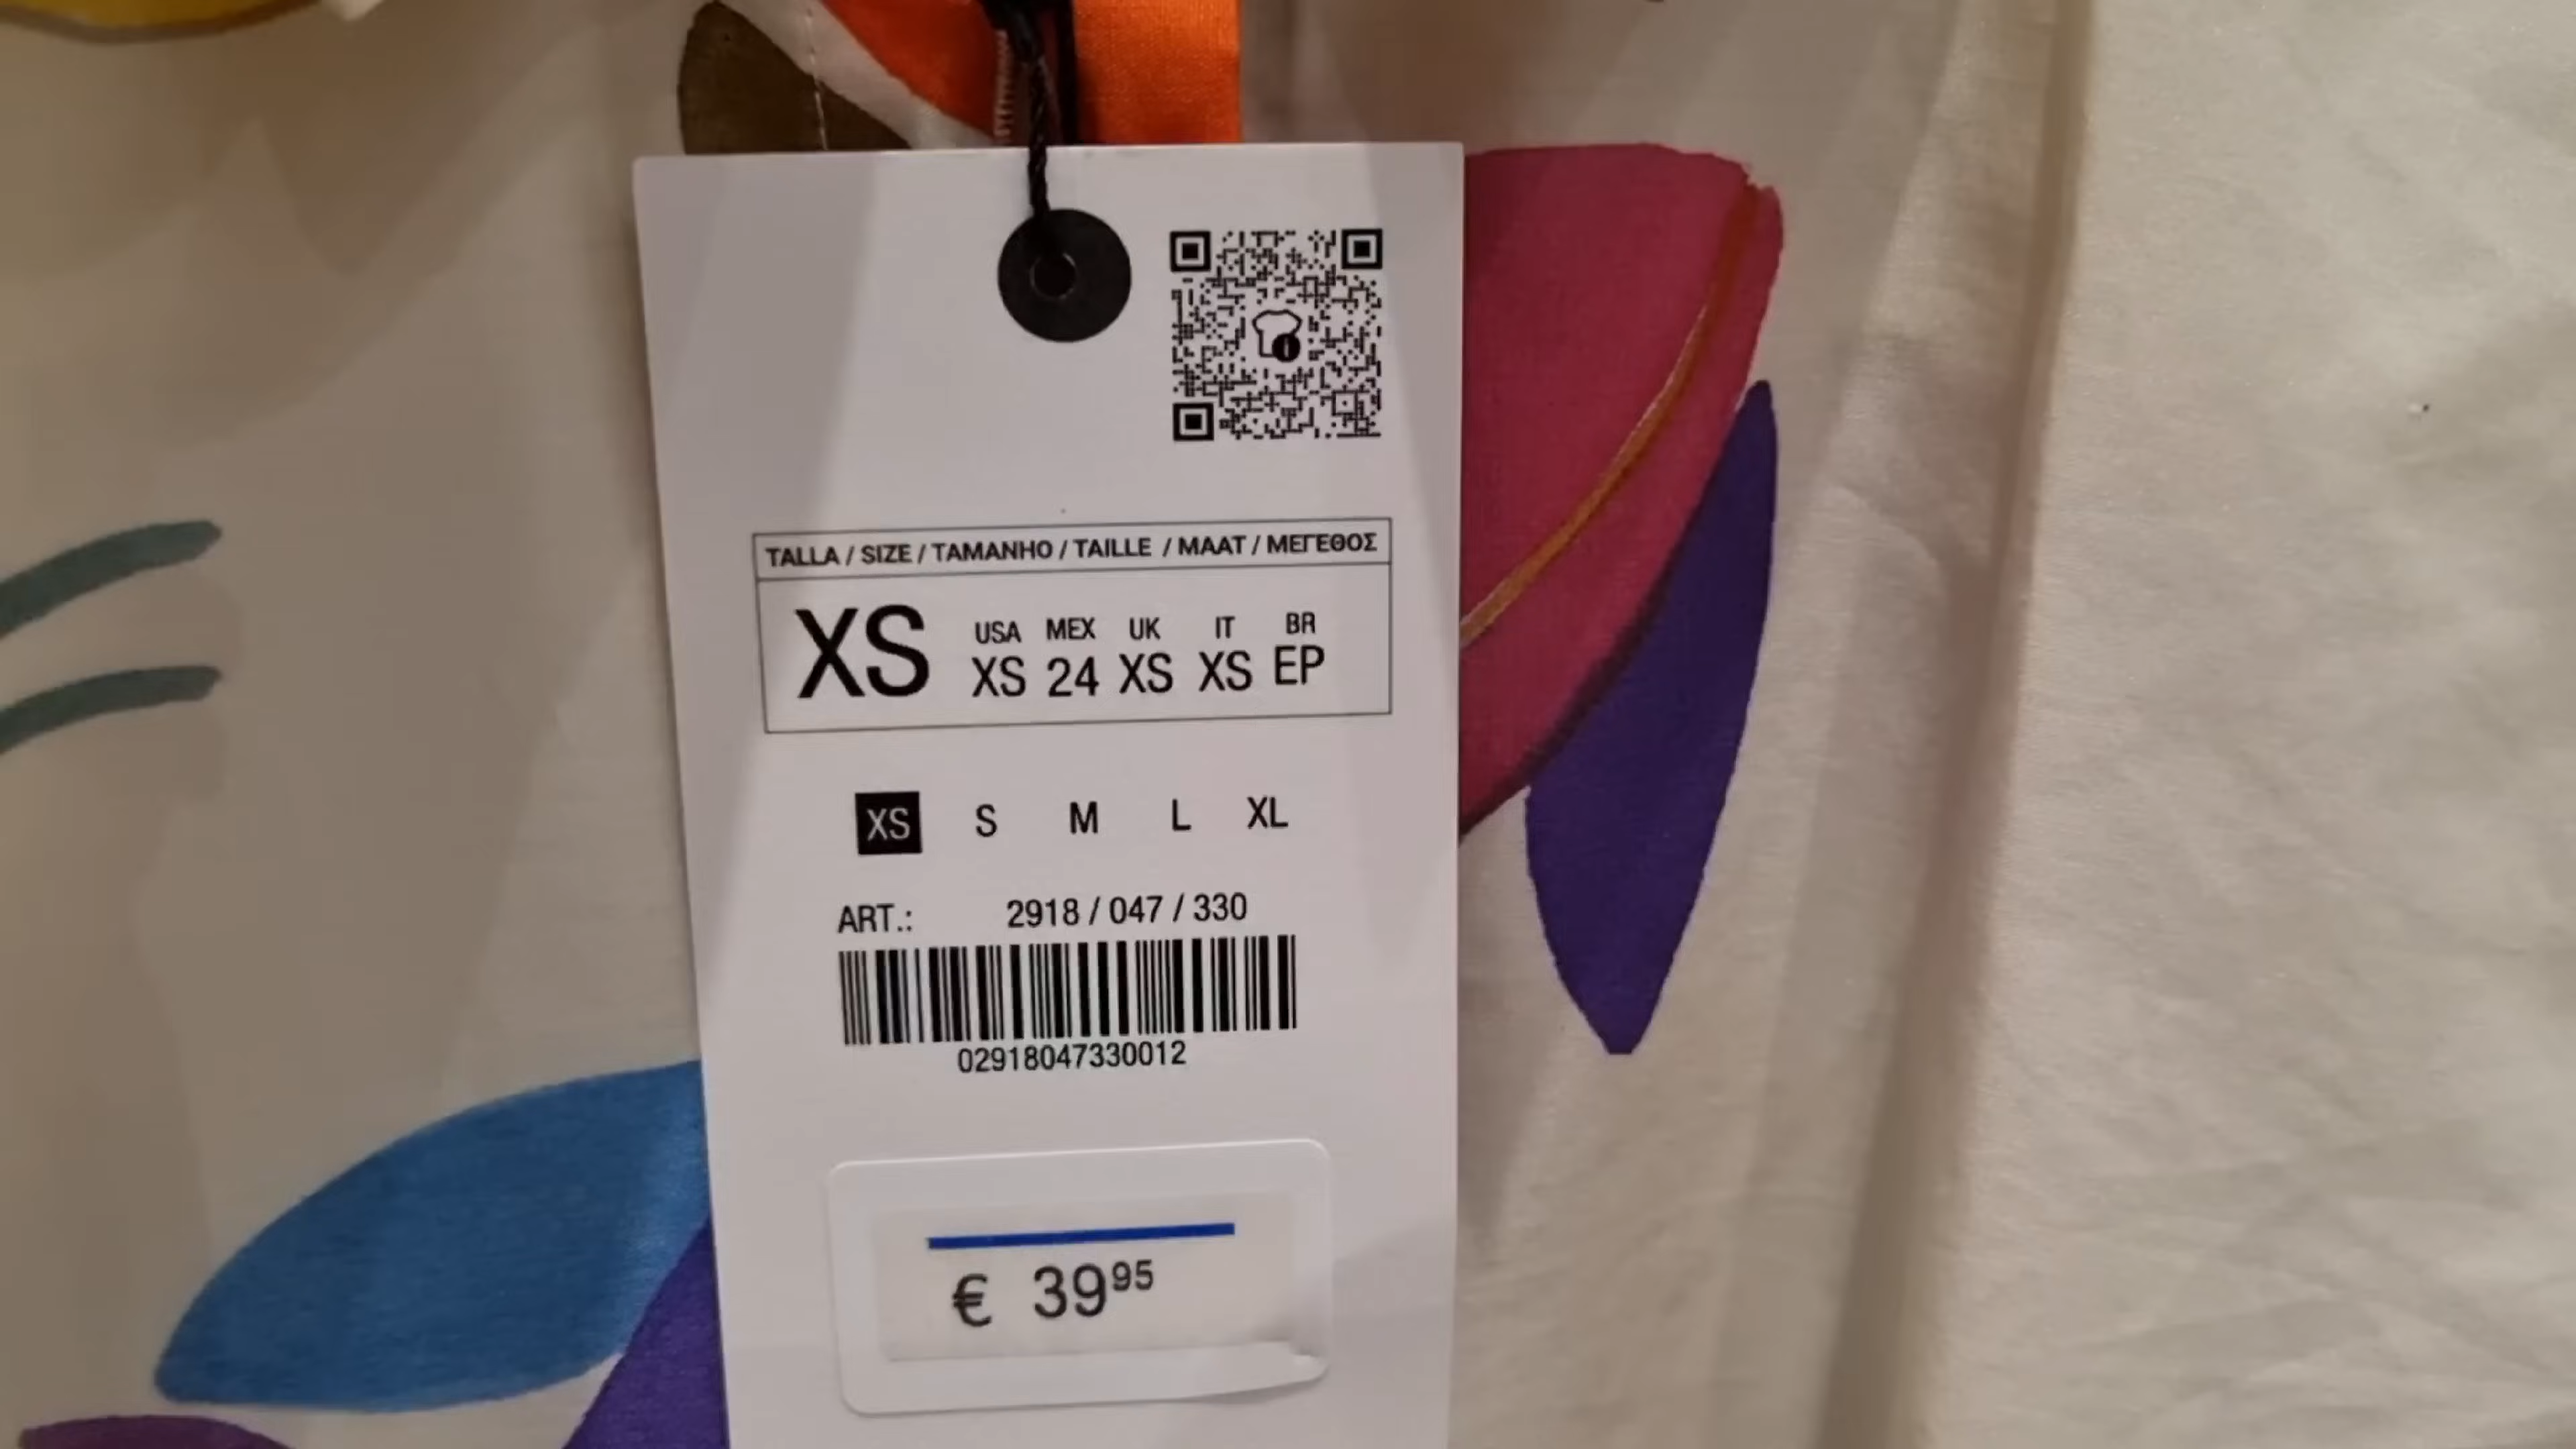 TALLA / SIZE / TAMANHO / TAILLE / MAAT / ΜΕΓΕΘΟΣ
XS
USA MEX UK IT BR
XS 24 XS XS EP
XS S M L XL
ART.: 2918 / 047 / 330
02918047330012
€ 39 95